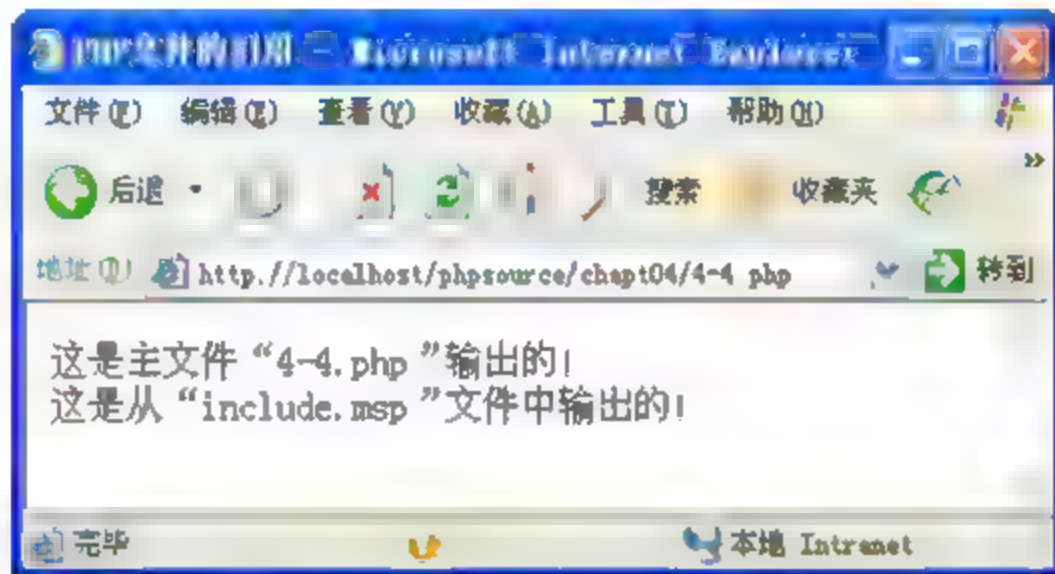 PHP文件的引用 - Microsoft Internet Explorer
文件(F) 编辑(E) 查看(V) 收藏(A) 工具(T) 帮助(H)
后退 搜索 收藏夹 »
地址(D) http://localhost/phpsource/chapt04/4-4.php 转到
这是主文件“4-4.php”输出的!
这是从“include.msp”文件中输出的!
完毕 本地 Intranet